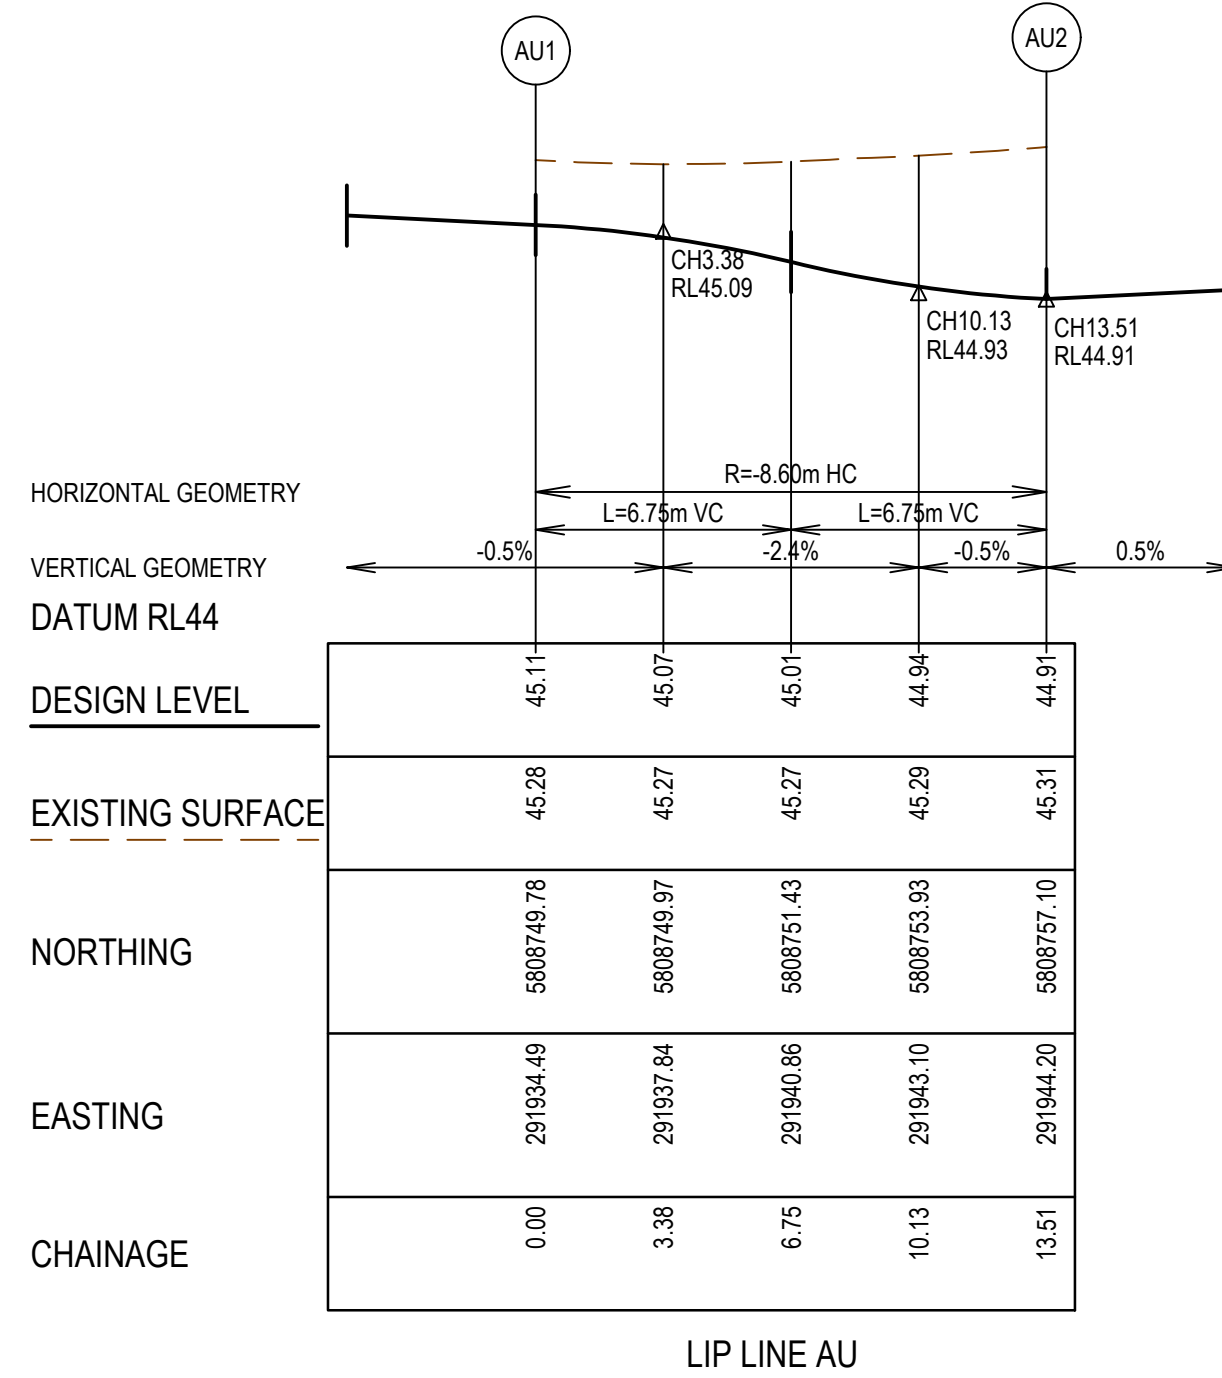 AU1
AU2
CH3.38
RL45.09
CH10.13
RL44.93
CH13.51
RL44.91
HORIZONTAL GEOMETRY
R=-8.60m HC
L=6.75m VC
L=6.75m VC
VERTICAL GEOMETRY
-0.5%
-2.4%
-0.5%
0.5%
DATUM RL44
DESIGN LEVEL
45.11
45.07
45.01
44.94
44.91
EXISTING SURFACE
45.28
45.27
45.27
45.29
45.31
NORTHING
5808749.78
5808749.97
5808751.43
5808753.93
5808757.10
EASTING
291934.49
291937.84
291940.86
291943.10
291944.20
CHAINAGE
0.00
3.38
6.75
10.13
13.51
LIP LINE AU